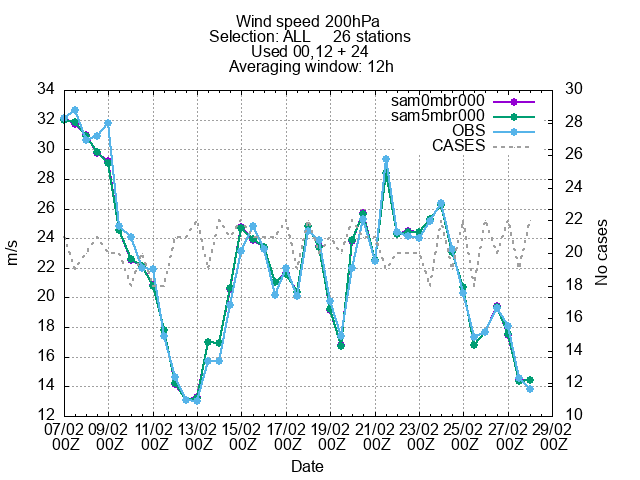 Wind speed 200hPa
Selection: ALL 26 stations
Used 00,12 + 24
Averaging window: 12h
34 30
32 28
30 26
28 24
26 22
24 20
22 18
20 16
18 14
16 12
14 10
12
m/s
No cases
sam0mbr000
sam5mbr000
OBS
CASES
07/02 09/02 11/02 13/02 15/02 17/02 19/02 21/02 23/02 25/02 27/02 29/02
00Z 00Z 00Z 00Z 00Z 00Z 00Z 00Z 00Z 00Z 00Z 00Z
Date